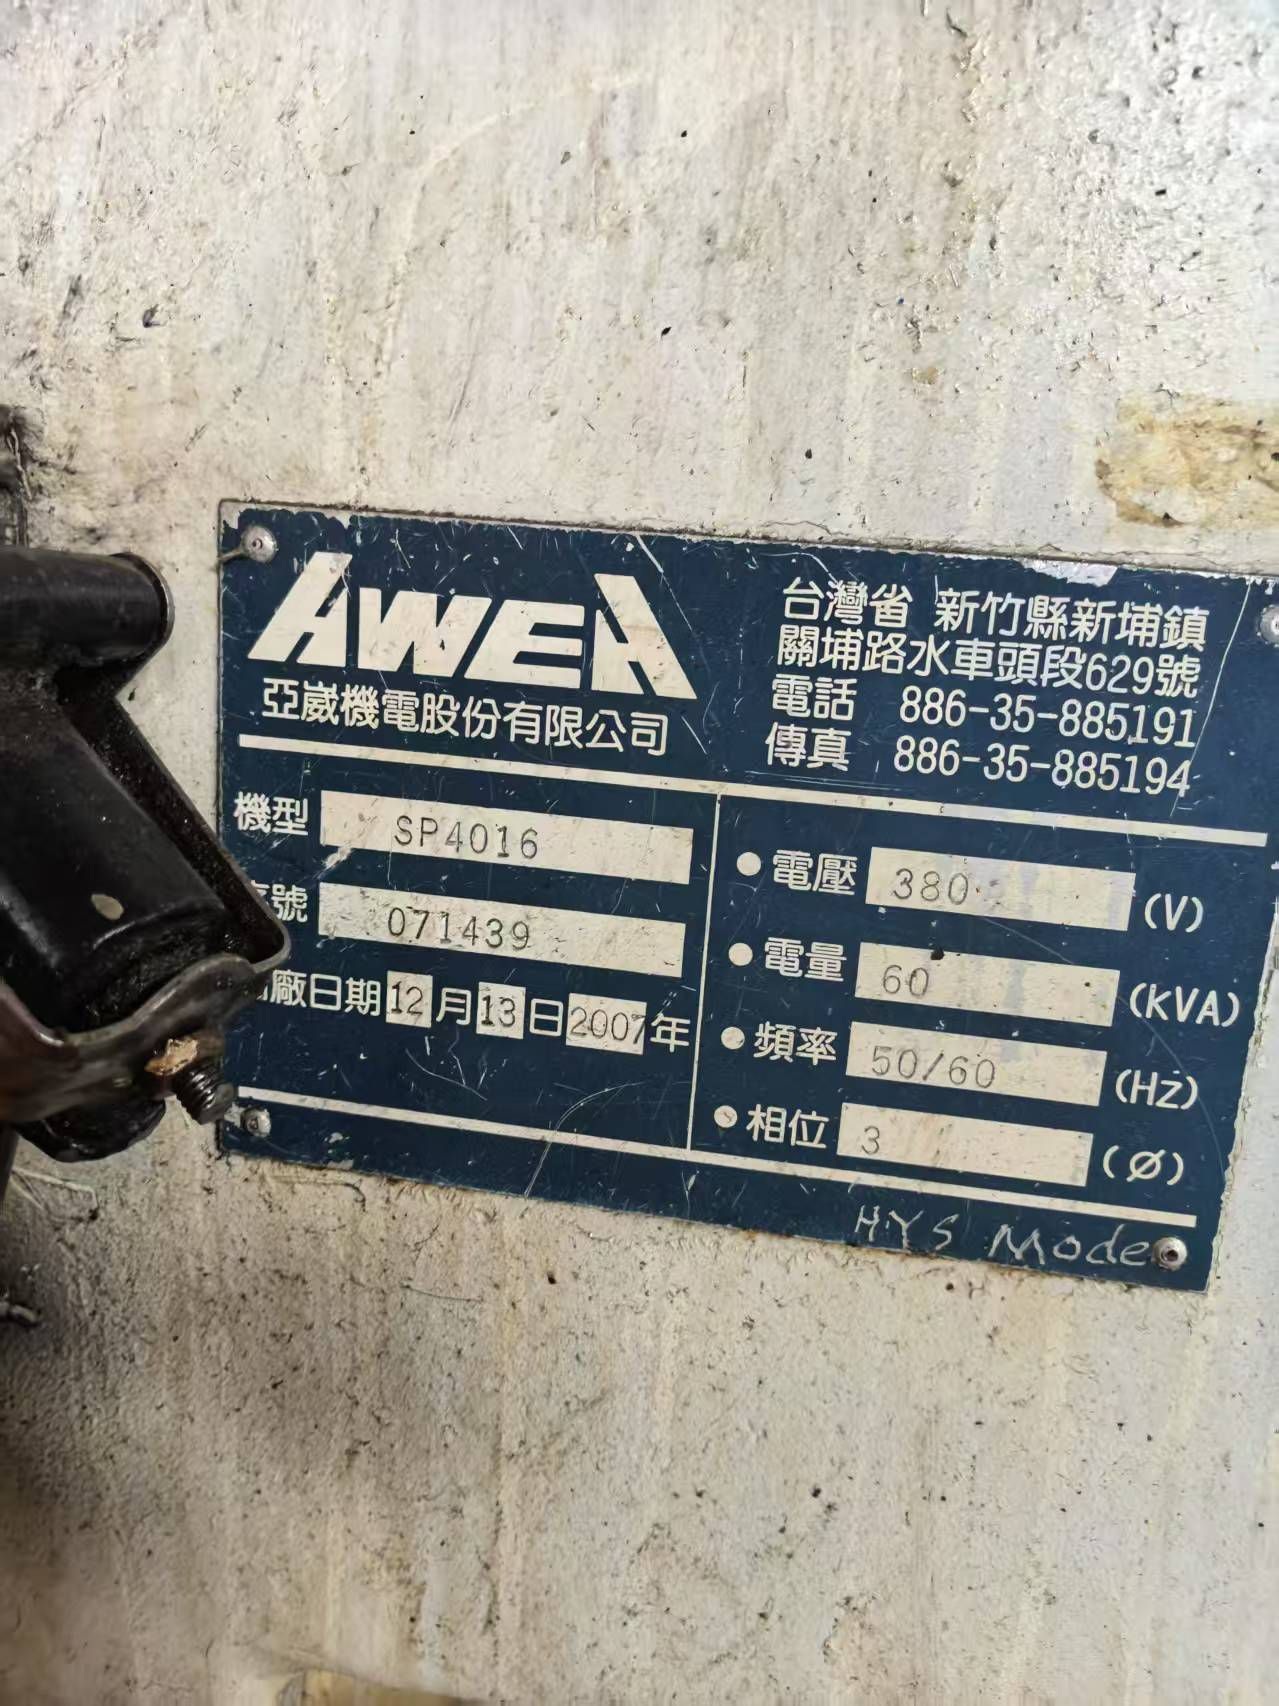 AWEA
亞崴機電股份有限公司
台灣省 新竹縣新埔鎮
關埔路水車頭段629號
電話 886-35-885191
傳真 886-35-885194
機型 SP4016
號 071439
廠日期 12 月 13 日 2007 年
電壓 380 (V)
電量 60 (KVA)
頻率 50/60 (HZ)
相位 3 (Ø)
HYS Mode